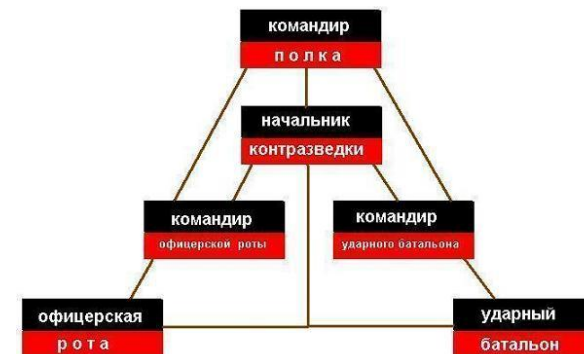 командир
полка
начальник
контразведки
командир
офицерской роты
командир
ударного батальона
офицерская
рота
ударный
батальон